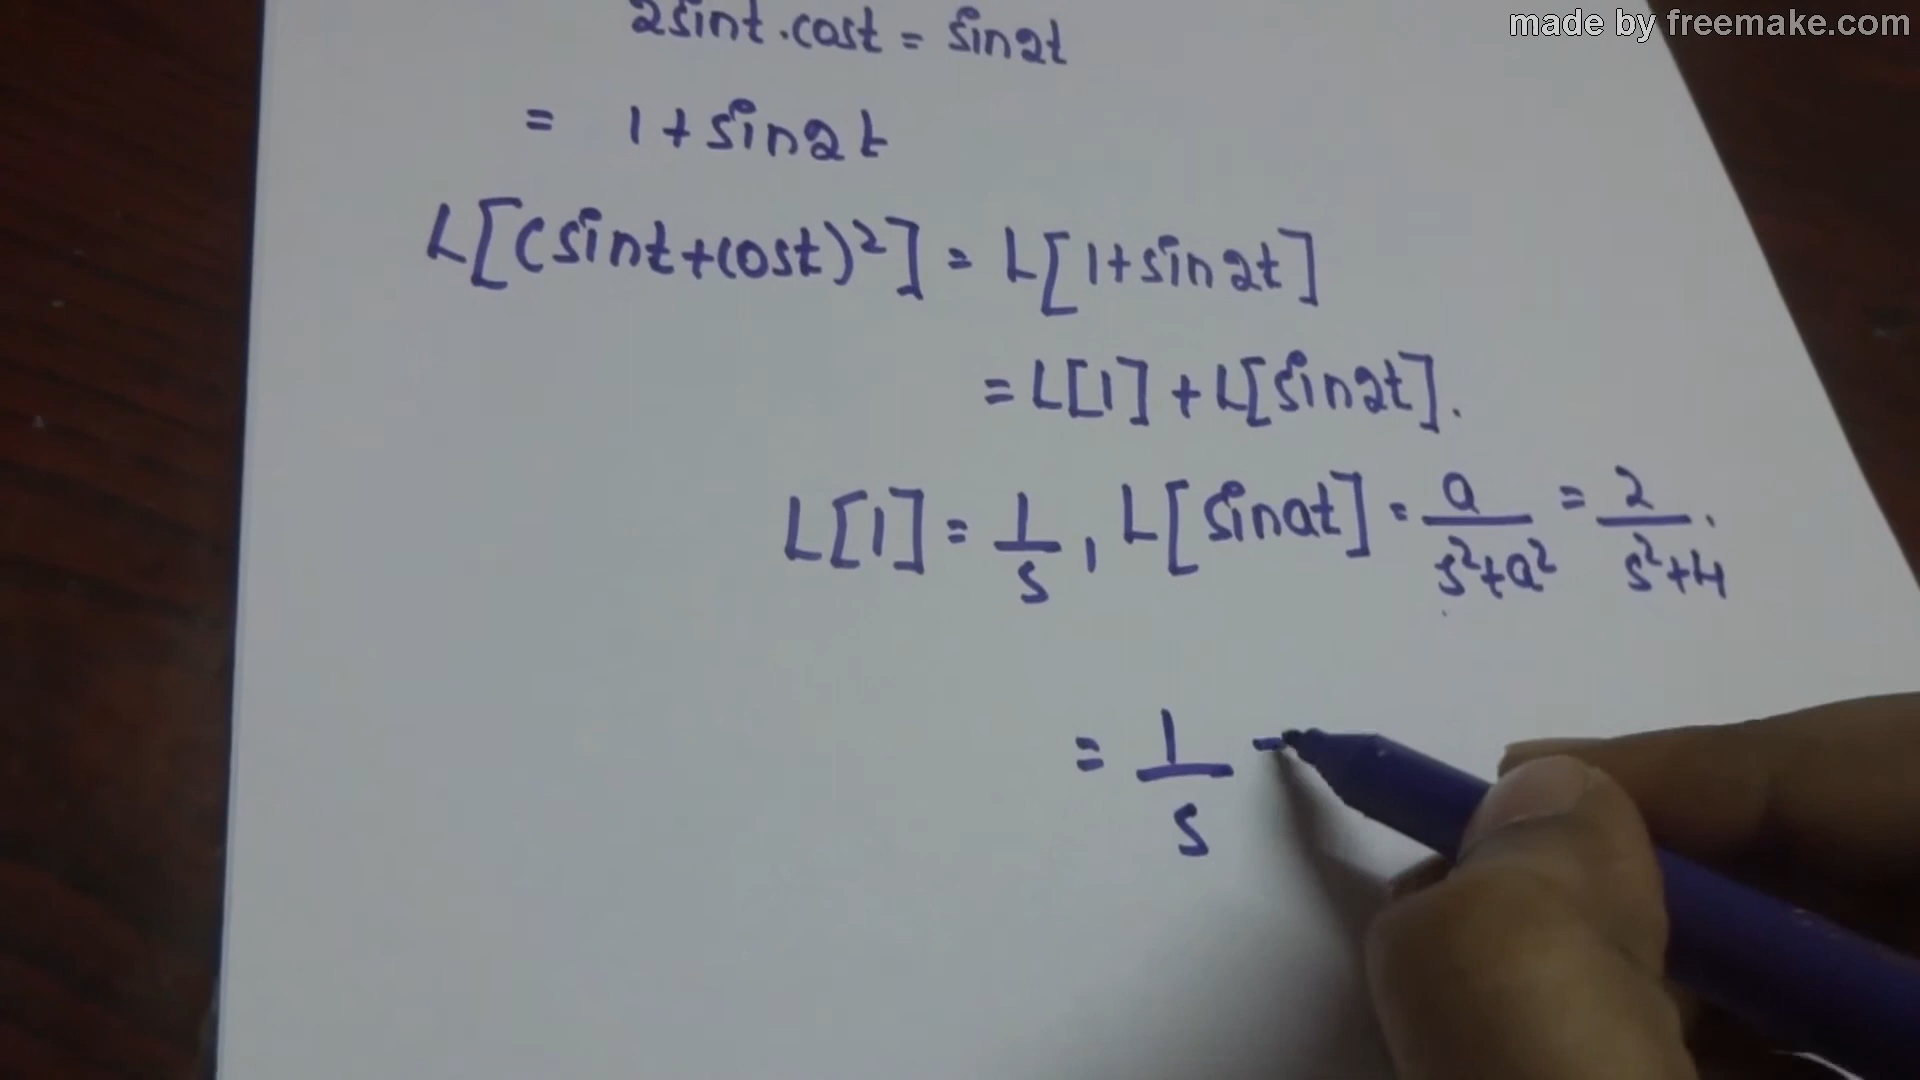 made by freemake.com
2sint.cost = sin2t
= 1+sin2t
L[(sint+cost)²] = L[1+sin2t]
= L[1] + L[sin2t].
L[1] = 1/s, L[sinat] = a/s²+a² = 2/s²+4.
= 1/s -